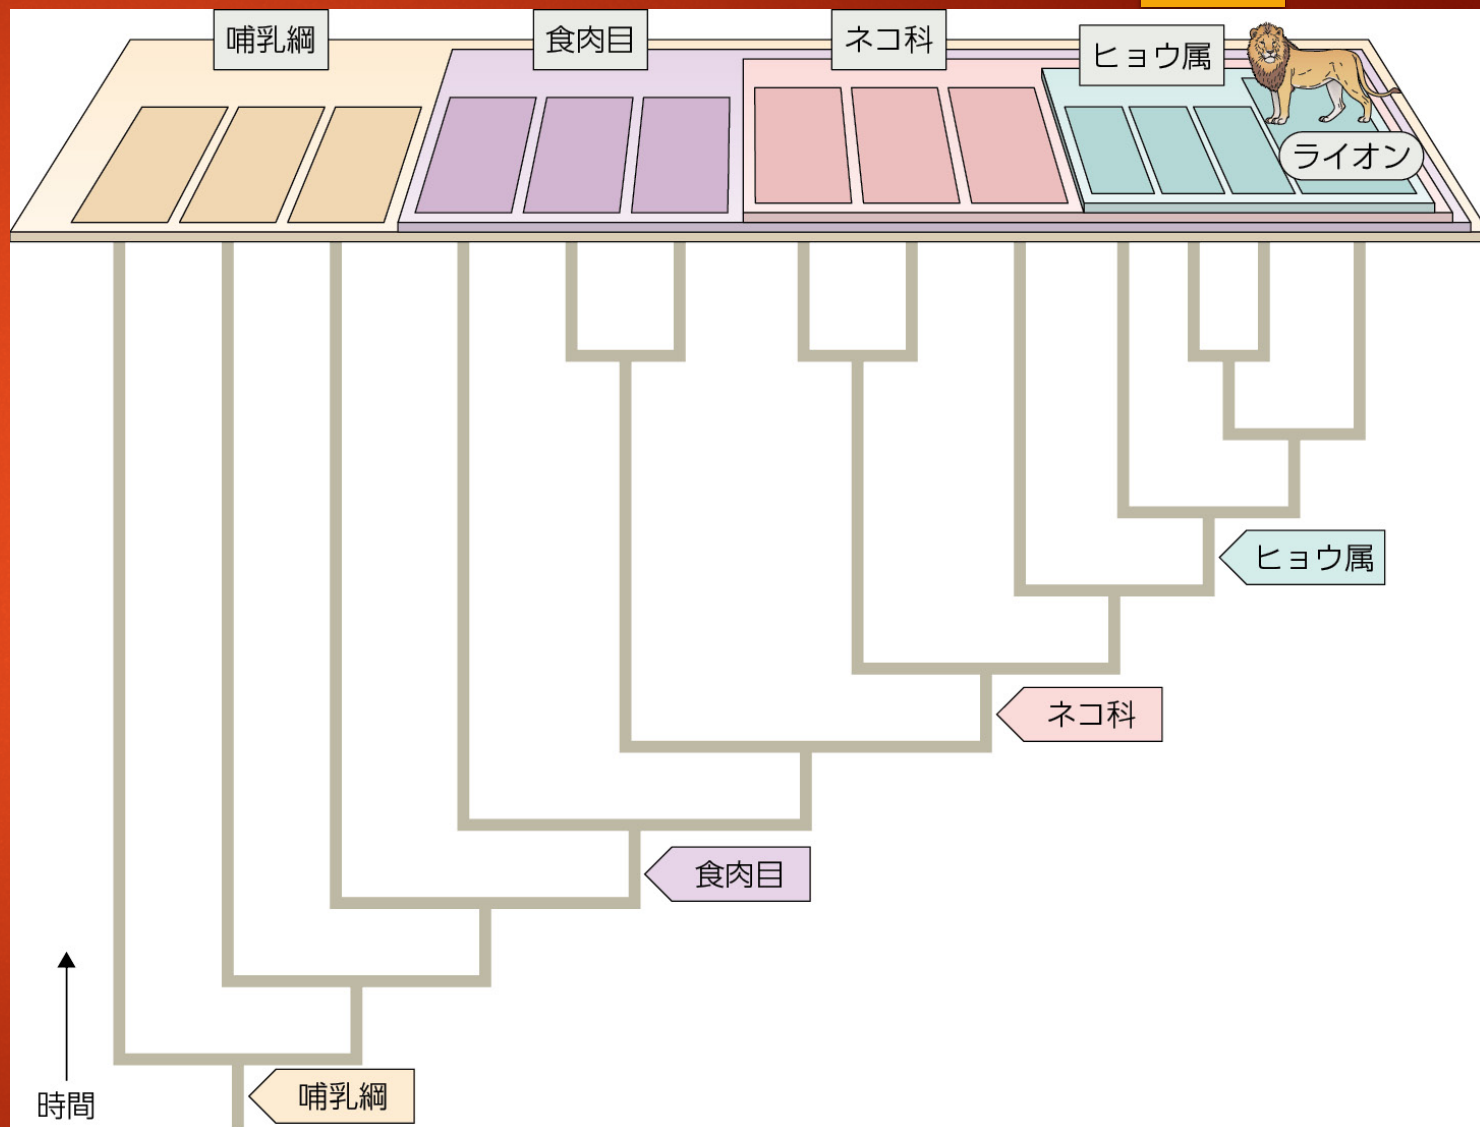 哺乳綱
食肉目
ネコ科
ヒョウ属
ライオン
ヒョウ属
ネコ科
食肉目
哺乳綱
時間